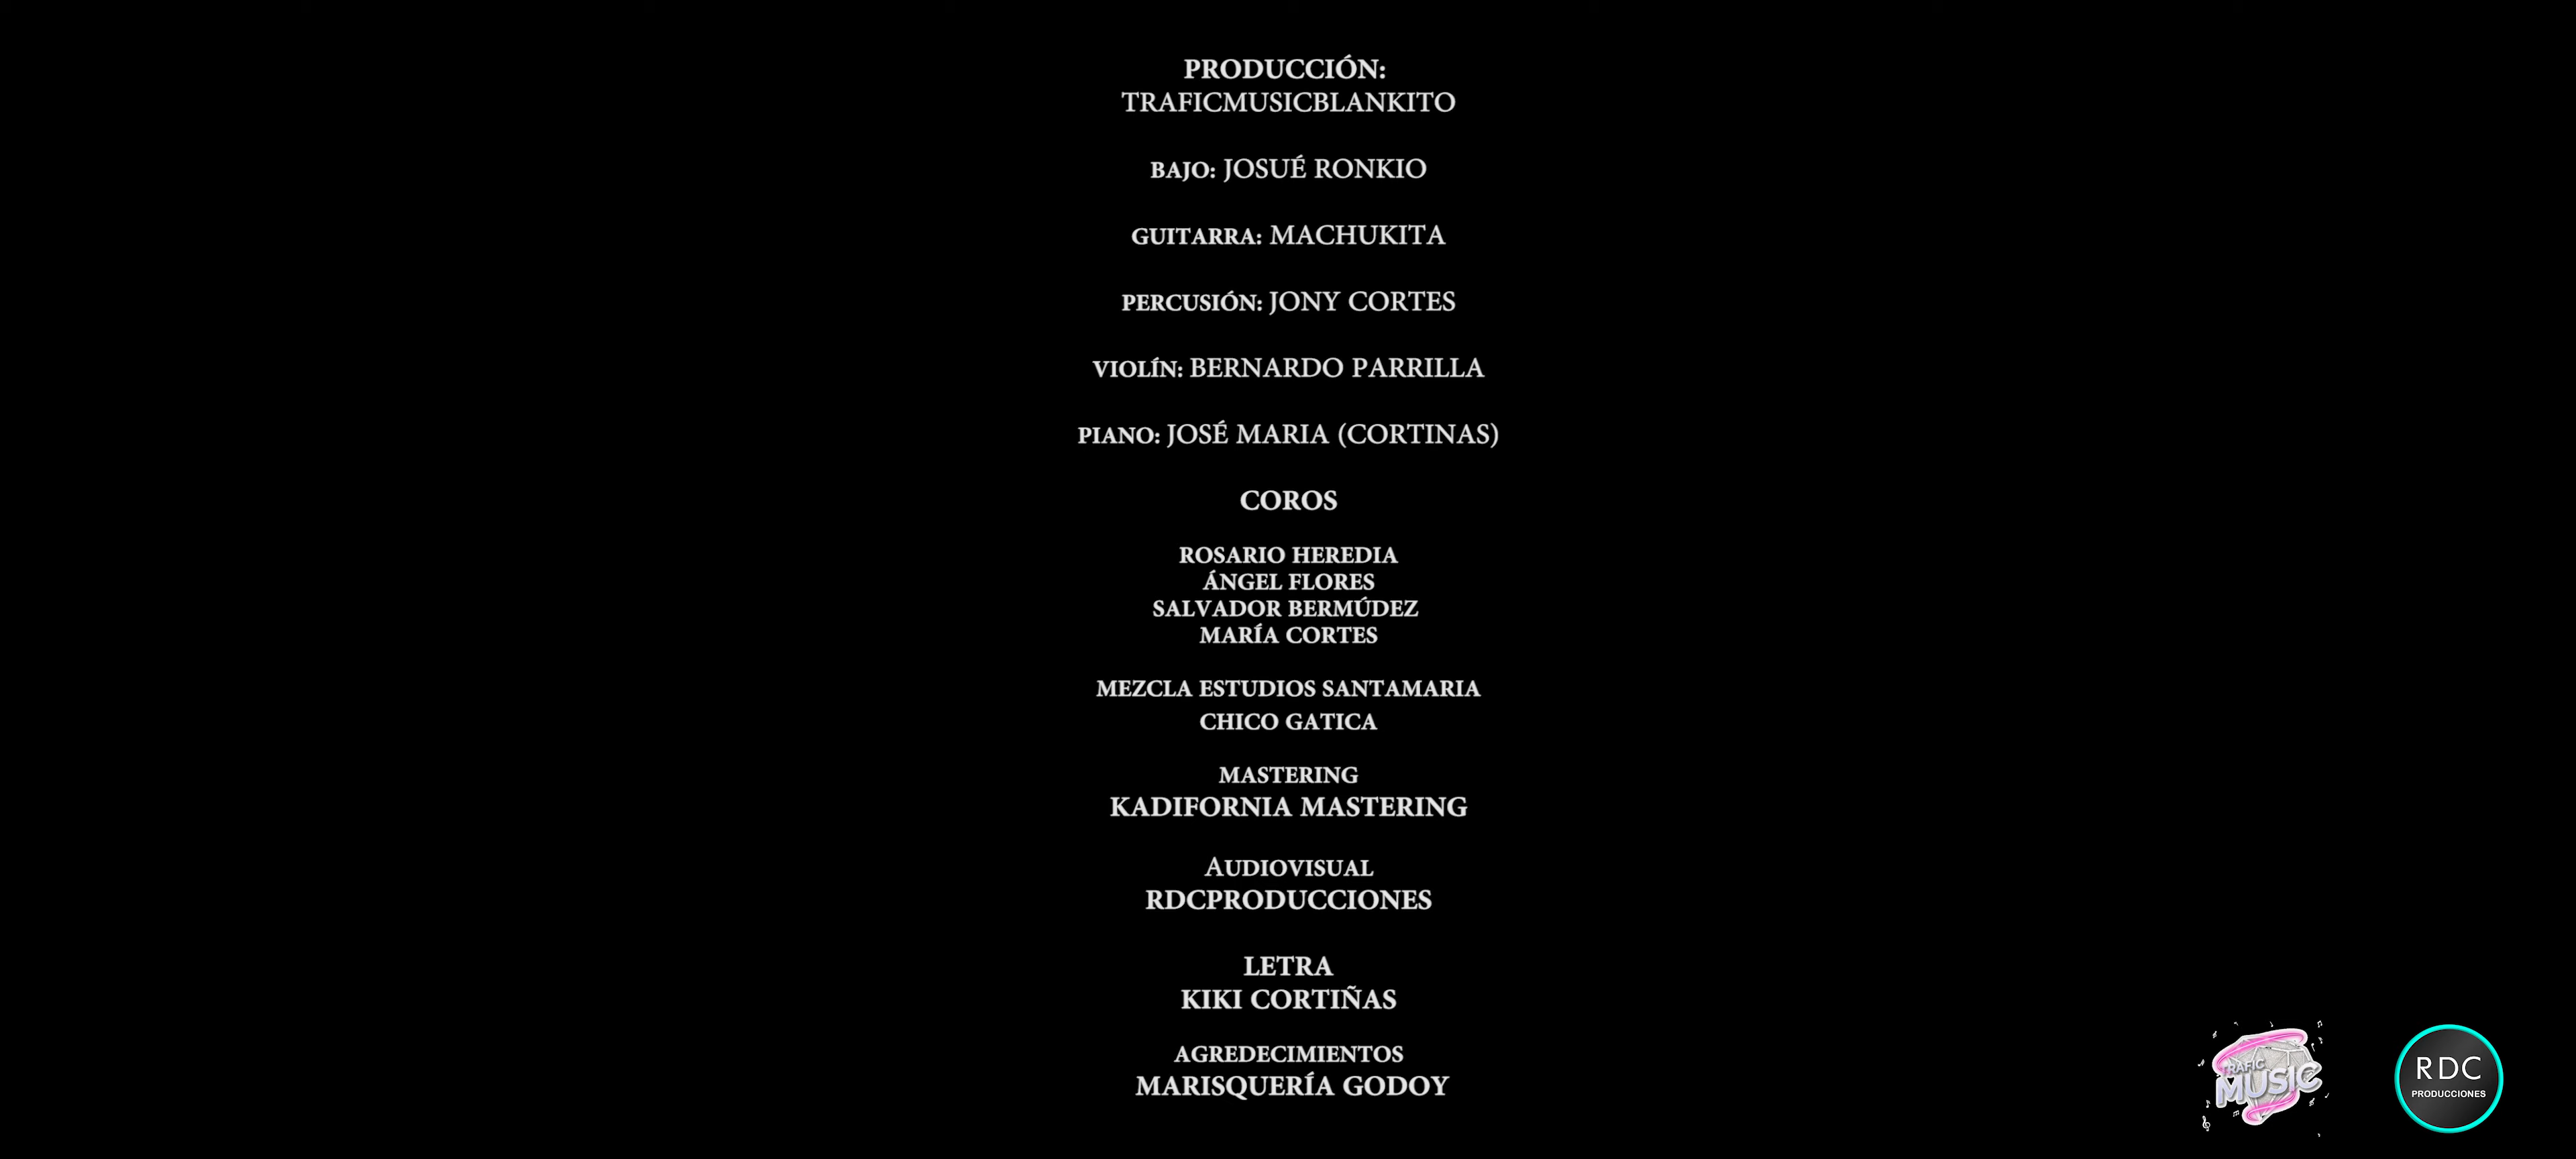 PRODUCCIÓN:
TRAFICMUSICBLANKITO
BAJO: JOSUÉ RONKIO
GUITARRA: MACHUKITA
PERCUSIÓN: JONY CORTES
VIOLÍN: BERNARDO PARRILLA
PIANO: JOSÉ MARIA (CORTINAS)
COROS
ROSARIO HEREDIA
ÁNGEL FLORES
SALVADOR BERMÚDEZ
MARÍA CORTES
MEZCLA ESTUDIOS SANTAMARIA
CHICO GATICA
MASTERING
KADIFORNIA MASTERING
AUDIOVISUAL
RDCPRODUCCIONES
LETRA
KIKI CORTIÑAS
AGREDECIMIENTOS
MARISQUERÍA GODOY
TRAFIC
MUSIC
RDC
PRODUCCIONES